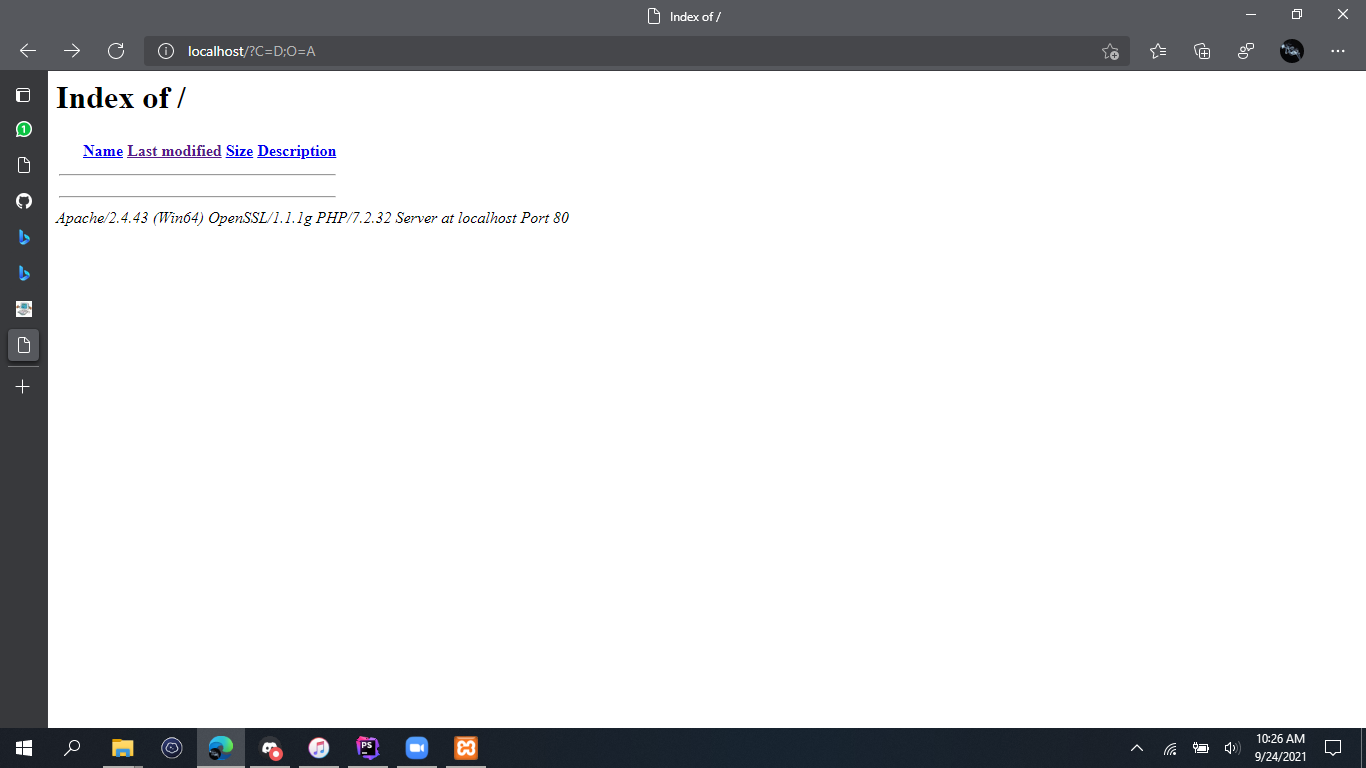 Index of /
localhost/?C=D;O=A
1
Index of /
Name Last modified Size Description
Apache/2.4.43 (Win64) OpenSSL/1.1.1g PHP/7.2.32 Server at localhost Port 80
PS
10:26 AM
9/24/2021